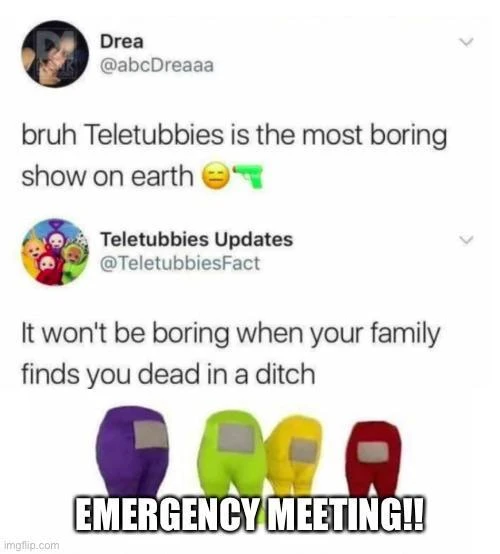 Drea
@abcDreaaa
bruh Teletubbies is the most boring
show on earth 😑🔫
Teletubbies Updates
@TeletubbiesFact
It won't be boring when your family
finds you dead in a ditch
EMERGENCY MEETING!!
imgflip.com